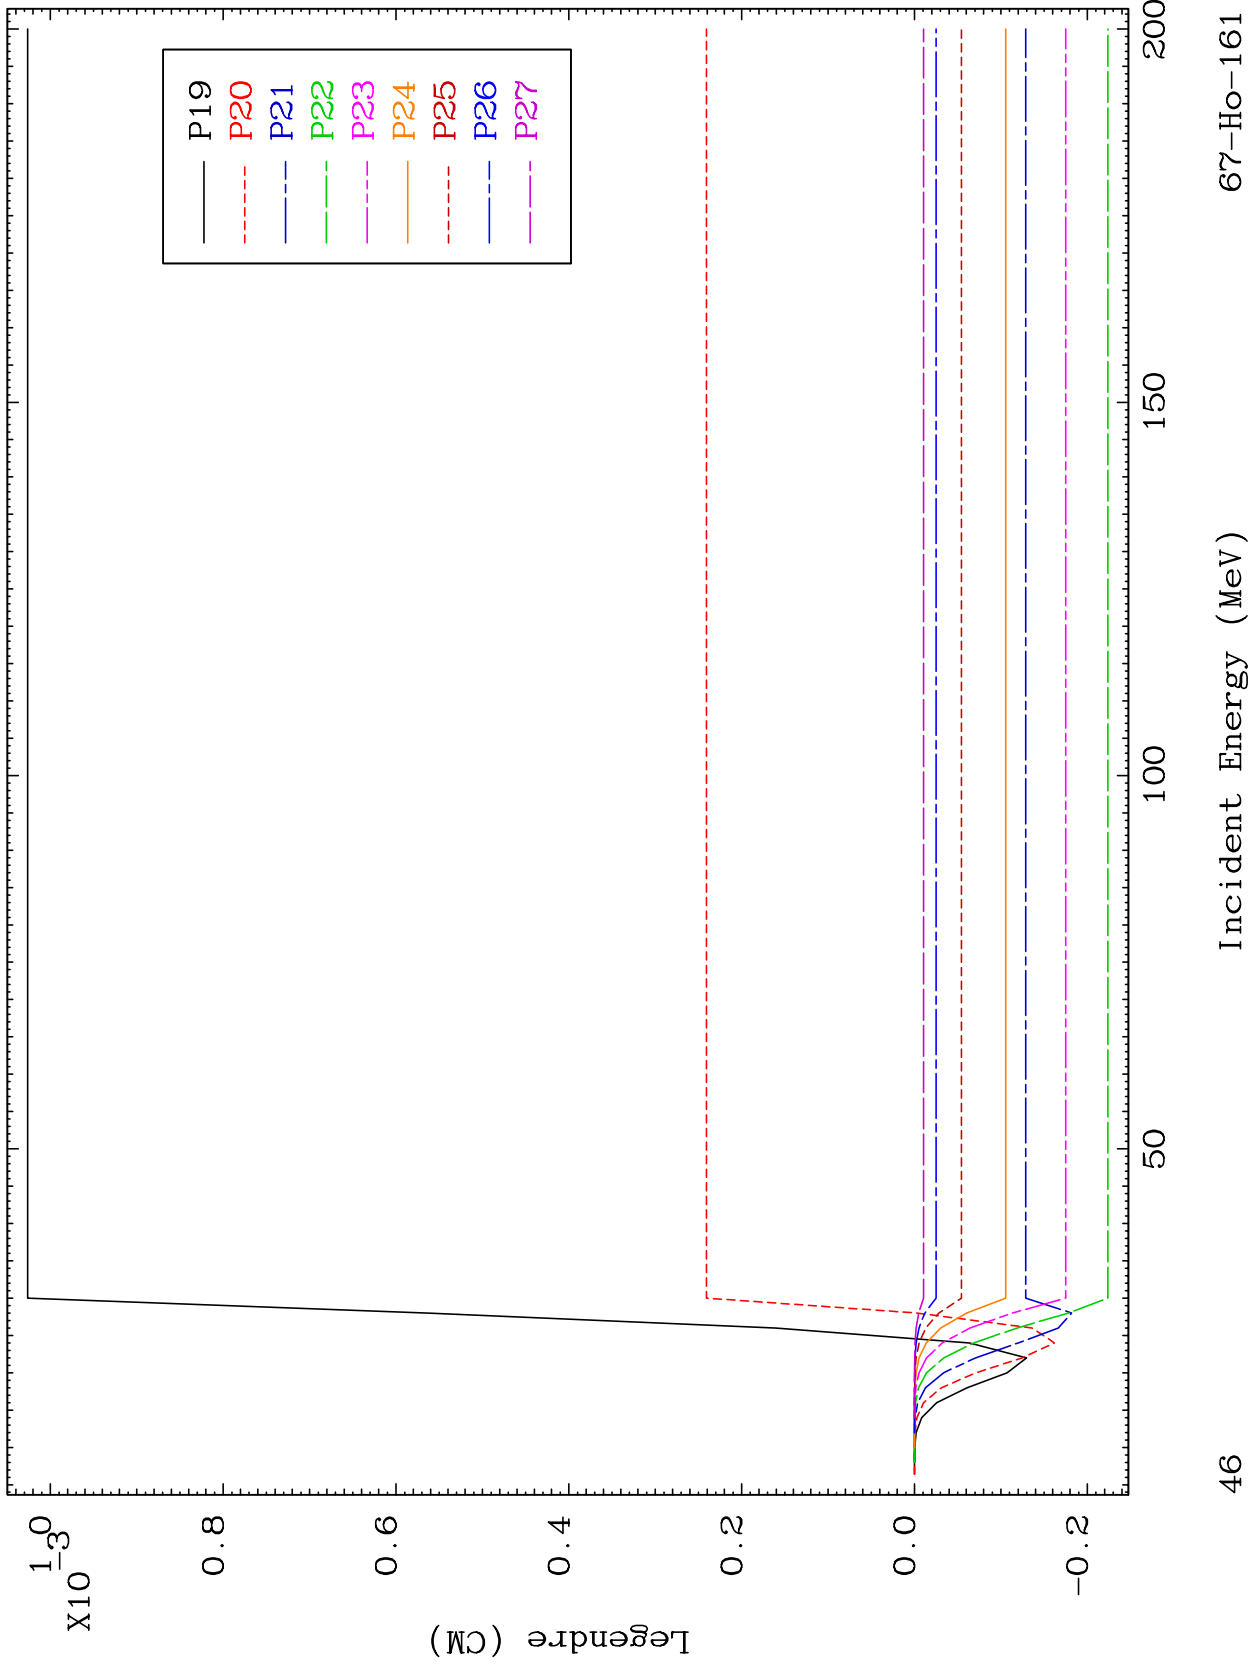 X10
-3
1.0
0.8
0.6
0.4
0.2
0.0
-0.2
Legendre (CM)
P19
P20
P21
P22
P23
P24
P25
P26
P27
50
100
150
200
46
Incident Energy (MeV)
67-Ho-161